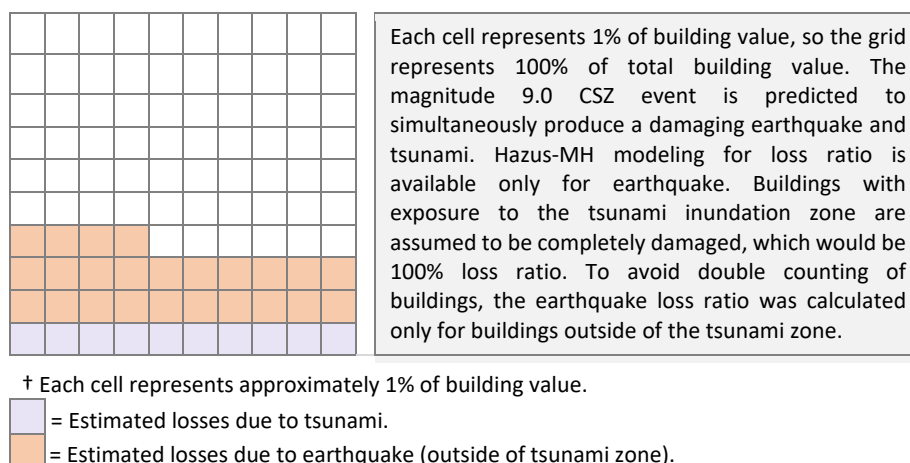 Each cell represents 1% of building value, so the grid
represents 100% of total building value. The
magnitude 9.0 CSZ event is predicted to
simultaneously produce a damaging earthquake and
tsunami. Hazus-MH modeling for loss ratio is
available only for earthquake. Buildings with
exposure to the tsunami inundation zone are
assumed to be completely damaged, which would be
100% loss ratio. To avoid double counting of
buildings, the earthquake loss ratio was calculated
only for buildings outside of the tsunami zone.
† Each cell represents approximately 1% of building value.
= Estimated losses due to tsunami.
= Estimated losses due to earthquake (outside of tsunami zone).